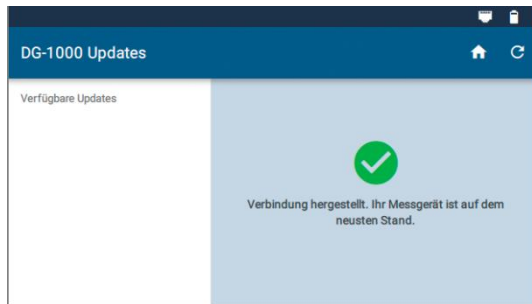 DG-1000 Updates
Verfügbare Updates
Verbindung hergestellt. Ihr Messgerät ist auf dem
neusten Stand.